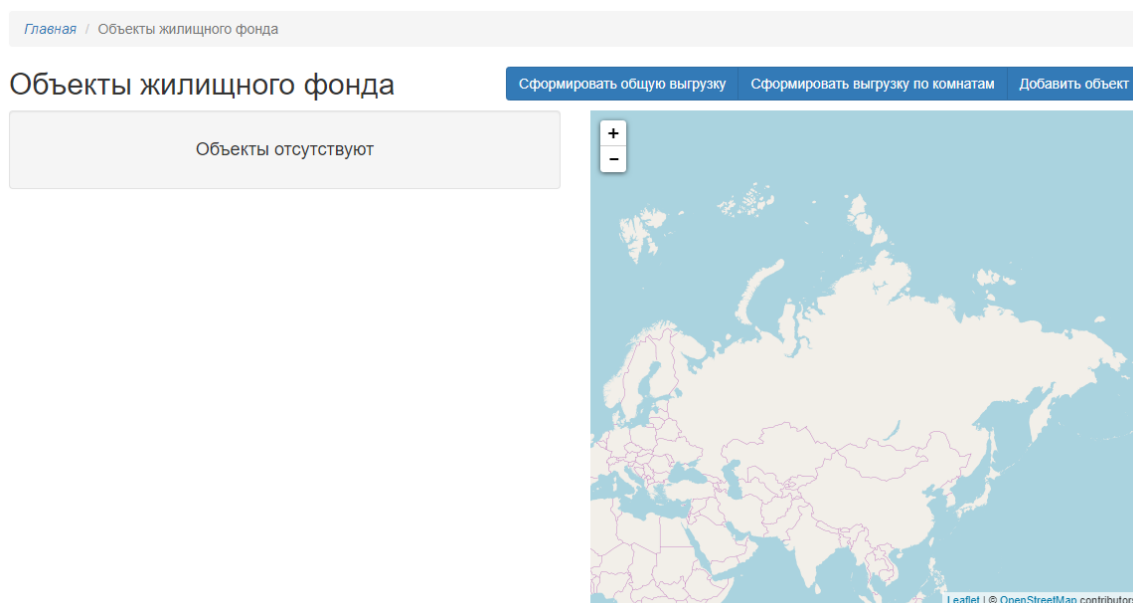 Главная / Объекты жилищного фонда
Объекты жилищного фонда
Сформировать общую выгрузку
Сформировать выгрузку по комнатам
Добавить объект
Объекты отсутствуют
+
−
Leaflet | © OpenStreetMap contributors